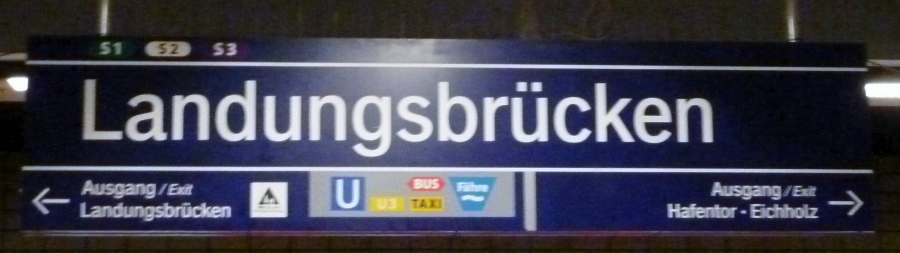 S1 S2 S3
Landungsbrücken
Ausgang / Exit
Landungsbrücken
U U3 BUS TAXI Fähre
Ausgang / Exit
Hafentor - Eichholz